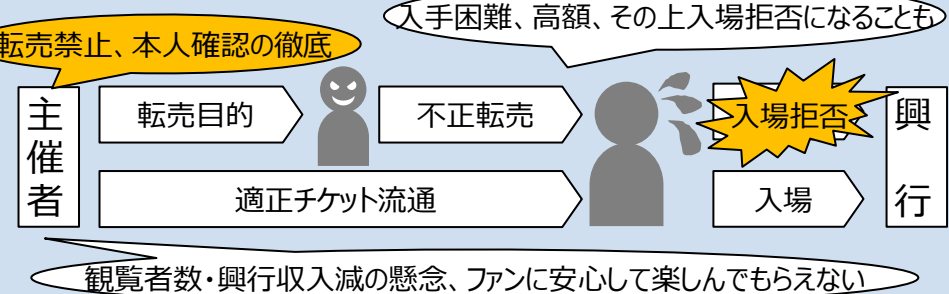 入手困難、高額、その上入場拒否になることも
転売禁止、本人確認の徹底
主催者
転売目的
不正転売
入場拒否
興行
適正チケット流通
入場
観覧者数・興行収入減の懸念、ファンに安心して楽しんでもらえない